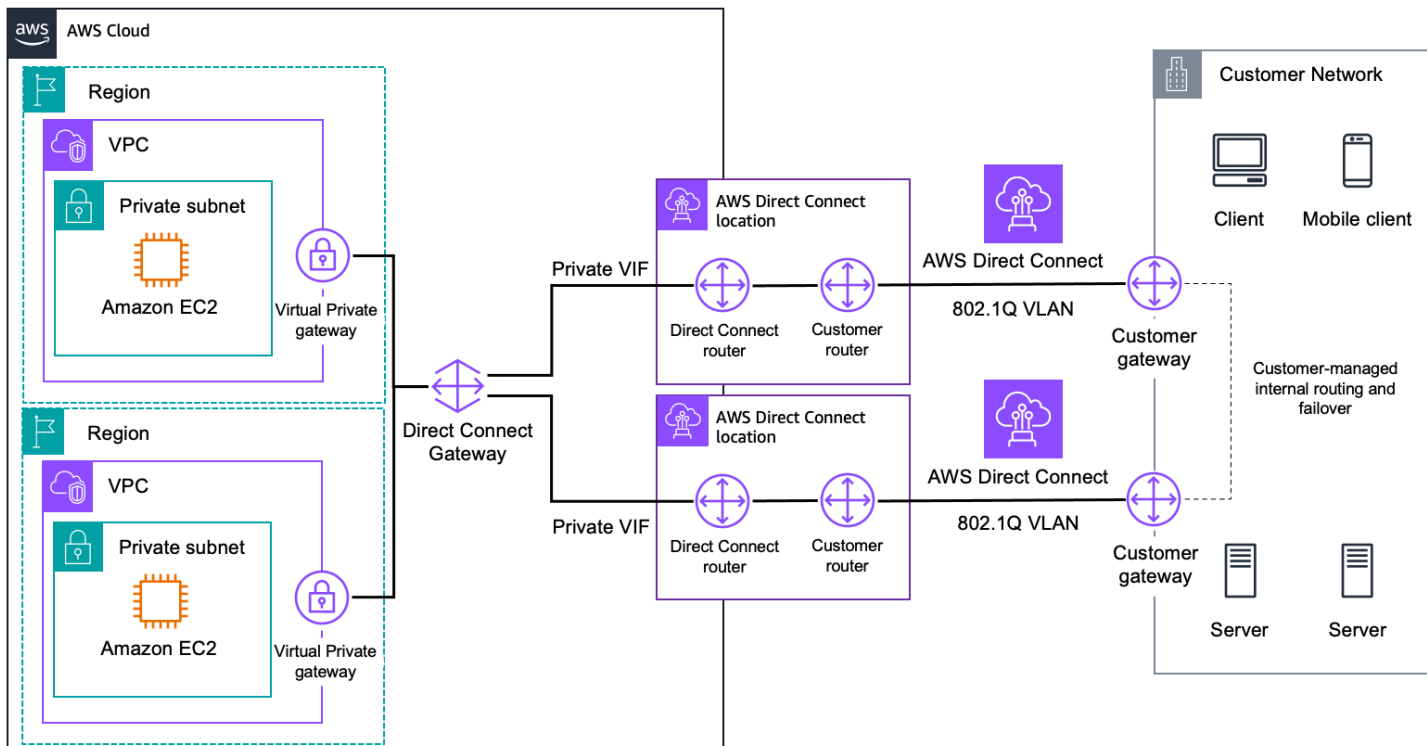 aws
AWS Cloud
Region
VPC
Private subnet
Amazon EC2
Virtual Private
gateway
Region
VPC
Private subnet
Amazon EC2
Virtual Private
gateway
Direct Connect
Gateway
Private VIF
AWS Direct Connect
location
Direct Connect
router
Customer
router
AWS Direct Connect
802.1Q VLAN
Customer
gateway
Private VIF
AWS Direct Connect
location
Direct Connect
router
Customer
router
AWS Direct Connect
802.1Q VLAN
Customer
gateway
Customer Network
Client
Mobile client
Customer-managed
internal routing and
failover
Server
Server